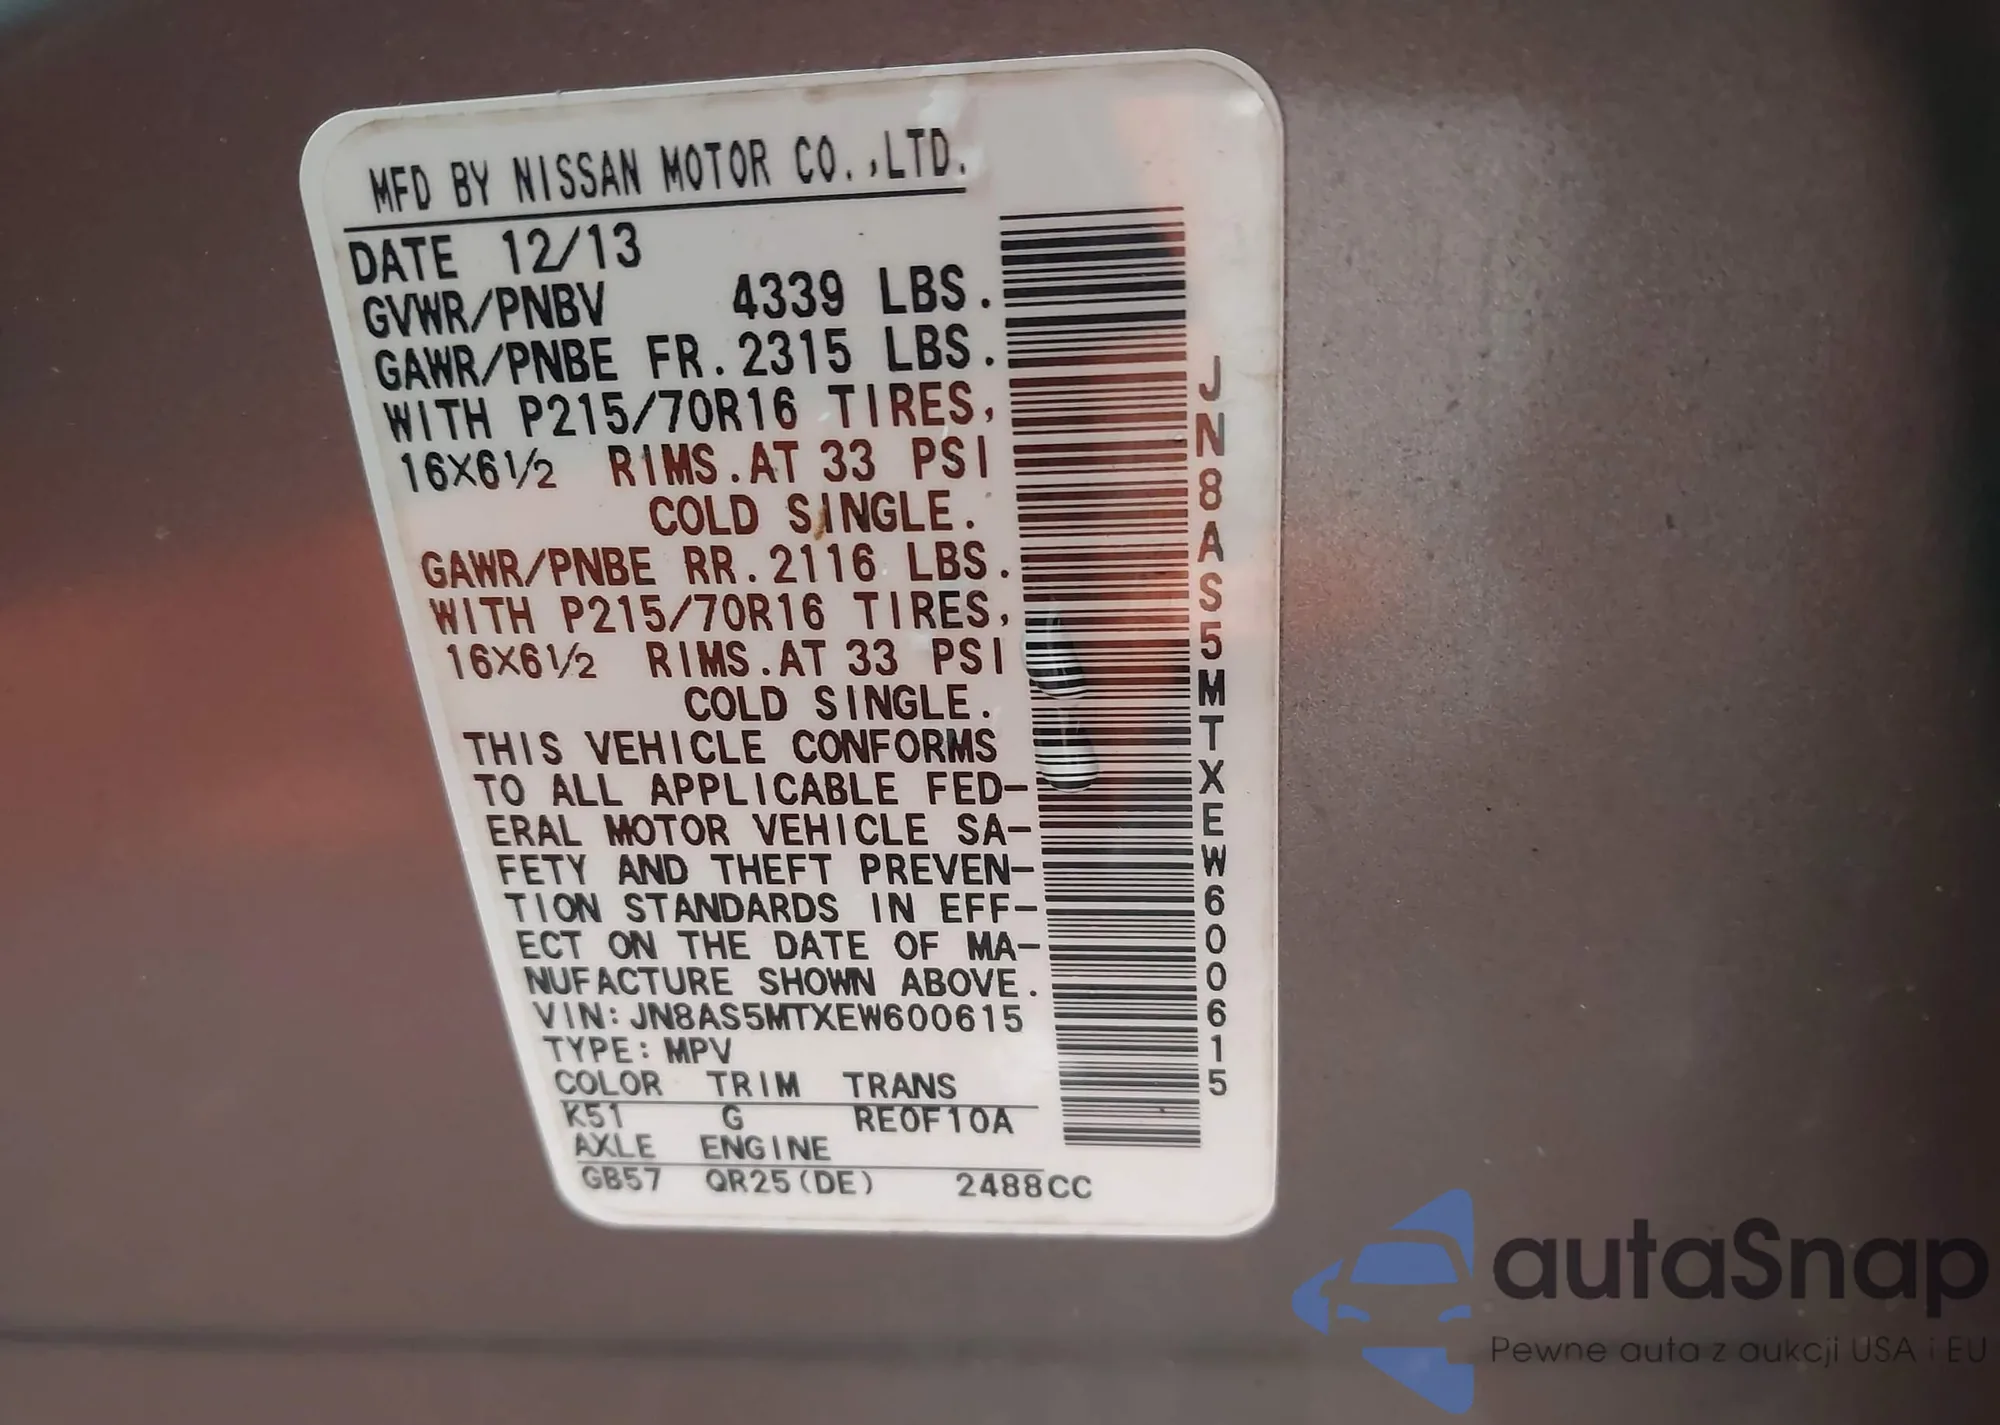 MFD BY NISSAN MOTOR CO.,LTD.
DATE 12/13
GVWR/PNBV 4339 LBS.
GAWR/PNBE FR.2315 LBS.
WITH P215/70R16 TIRES,
16X6½ RIMS.AT 33 PSI
COLD SINGLE.
GAWR/PNBE RR.2116 LBS.
WITH P215/70R16 TIRES,
16X6½ RIMS.AT 33 PSI
COLD SINGLE.
THIS VEHICLE CONFORMS
TO ALL APPLICABLE FED-
ERAL MOTOR VEHICLE SA-
FETY AND THEFT PREVEN-
TION STANDARDS IN EFF-
ECT ON THE DATE OF MA-
NUFACTURE SHOWN ABOVE.
VIN:JN8AS5MTXEW600615
TYPE:MPV
COLOR TRIM TRANS
K51 G RE0F10A
AXLE ENGINE
GB57 QR25(DE) 2488CC
JN8AS5MTXEW600615
autaSnap
Pewne auta z aukcji USA i EU